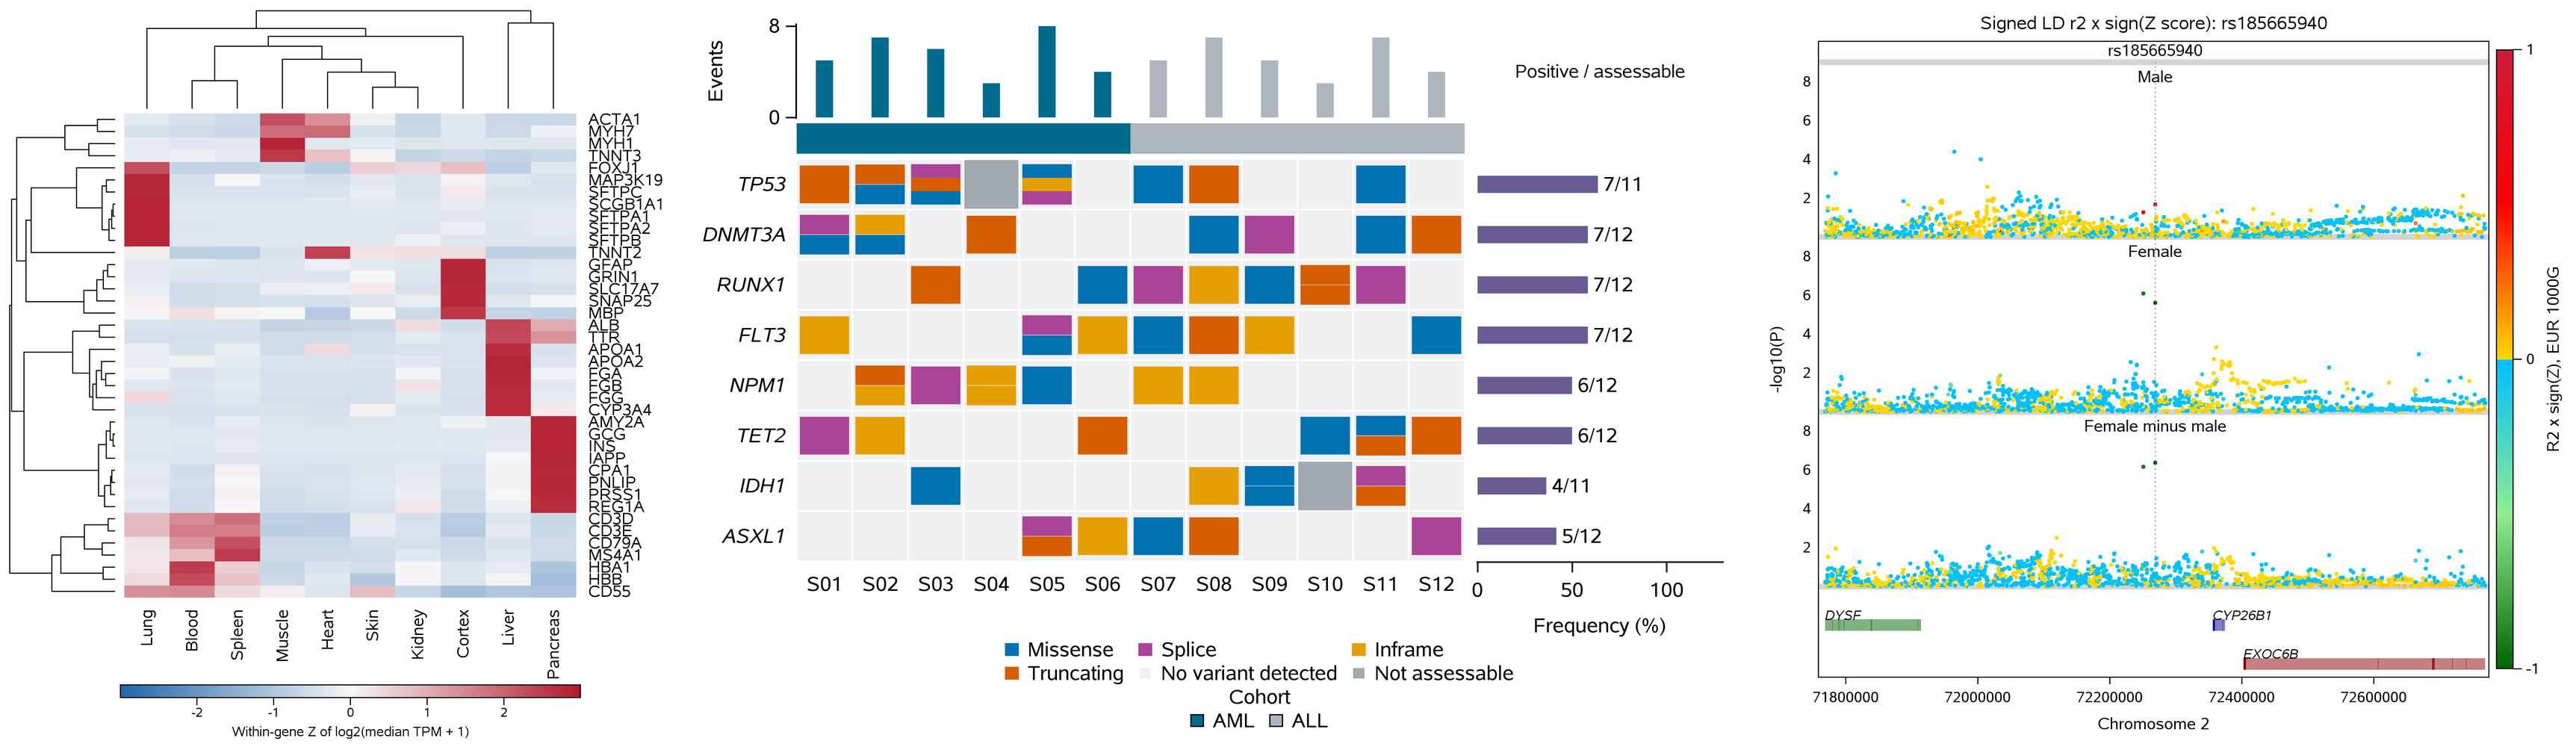 ACTA1
MYH7
MYH1
TNNT3
FOXJ1
MAP3K19
SFTPC
SCGB1A1
SFTPA1
SFTPA2
SFTPB
TNNT2
GFAP
GRIN1
SLC17A7
SNAP25
MBP
ALB
TTR
APOA1
APOA2
FGA
FGB
FGG
CYP3A4
AMY2A
GCG
INS
IAPP
CPA1
PNLIP
PRSS1
REG1A
CD3D
CD3E
CD79A
MS4A1
HBA1
HBB
CD55
Lung
Blood
Spleen
Muscle
Heart
Skin
Kidney
Cortex
Liver
Pancreas
-2 -1 0 1 2
Within-gene Z of log2(median TPM + 1)
Events
8
0
Positive / assessable
TP53 7/11
DNMT3A 7/12
RUNX1 7/12
FLT3 7/12
NPM1 6/12
TET2 6/12
IDH1 4/11
ASXL1 5/12
S01 S02 S03 S04 S05 S06 S07 S08 S09 S10 S11 S12
0 50 100
Frequency (%)
Missense Splice Inframe
Truncating No variant detected Not assessable
Cohort
AML ALL
Signed LD r2 x sign(Z score): rs185665940
rs185665940
Male
8
6
4
2
Female
8
6
4
2
Female minus male
8
6
4
2
-log10(P)
DYSF
CYP26B1
EXOC6B
71800000 72000000 72200000 72400000 72600000
Chromosome 2
1
0
-1
R2 x sign(Z), EUR 1000G